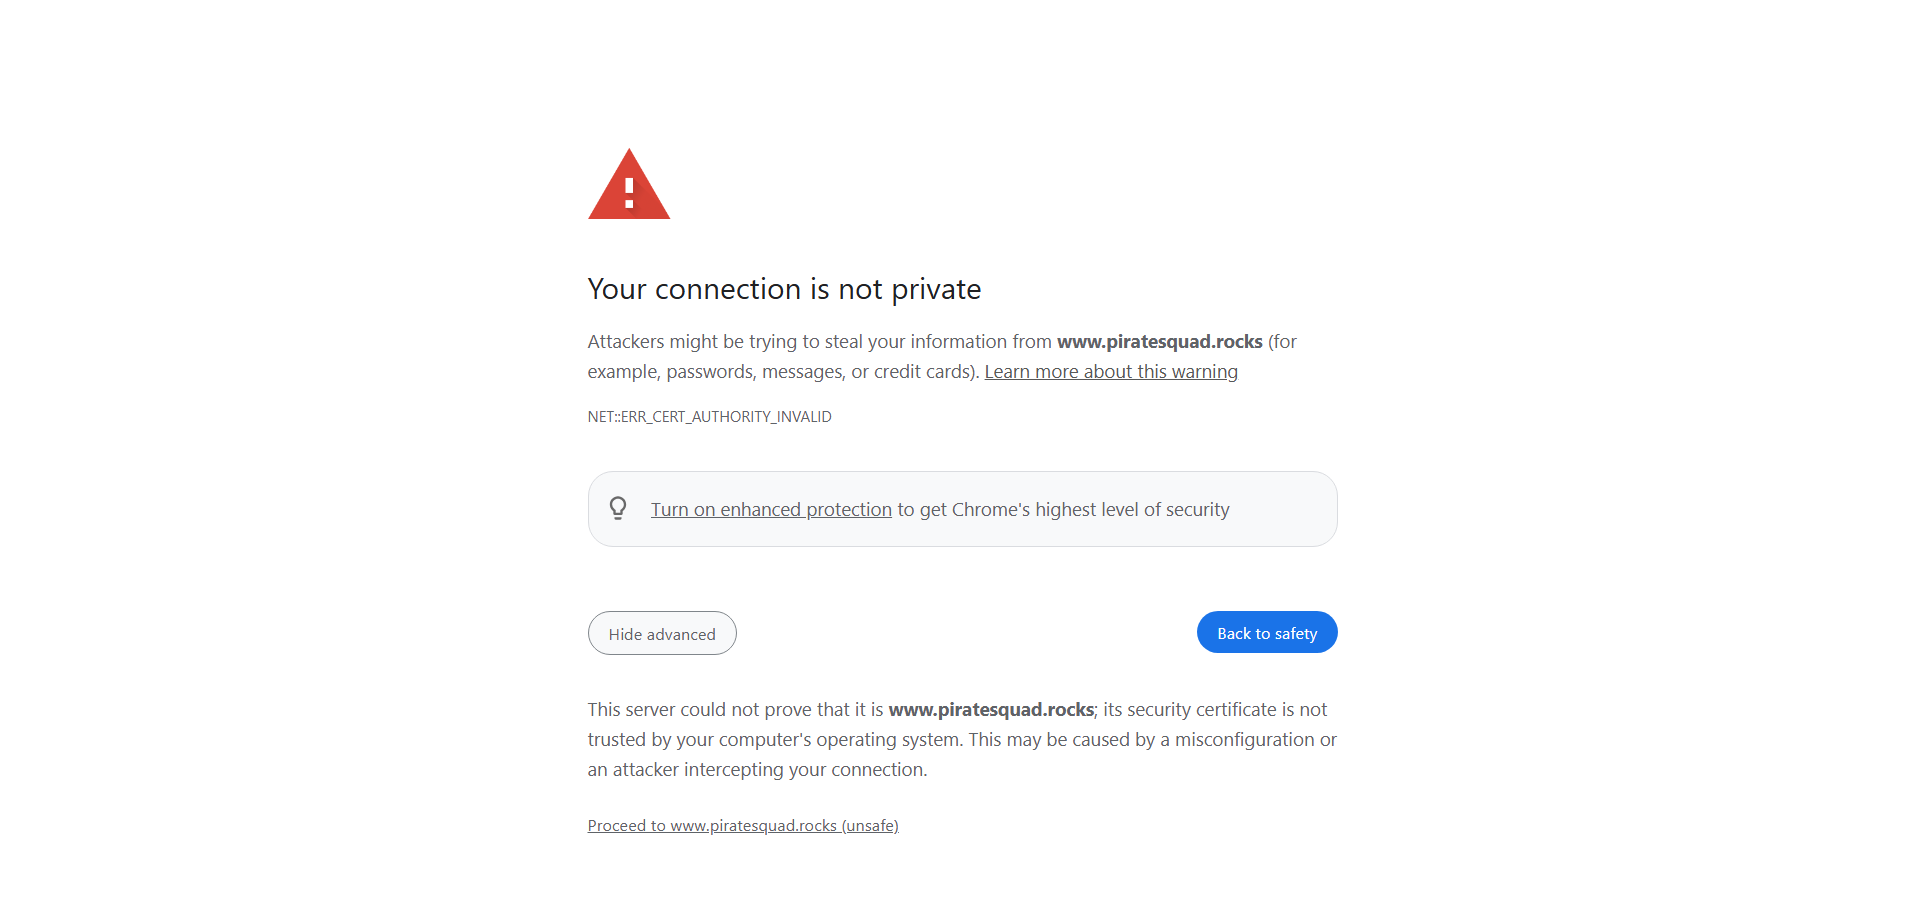 Your connection is not private
Attackers might be trying to steal your information from www.piratesquad.rocks (for
example, passwords, messages, or credit cards). Learn more about this warning
NET::ERR_CERT_AUTHORITY_INVALID
Turn on enhanced protection to get Chrome's highest level of security
Hide advanced
Back to safety
This server could not prove that it is www.piratesquad.rocks; its security certificate is not
trusted by your computer's operating system. This may be caused by a misconfiguration or
an attacker intercepting your connection.
Proceed to www.piratesquad.rocks (unsafe)